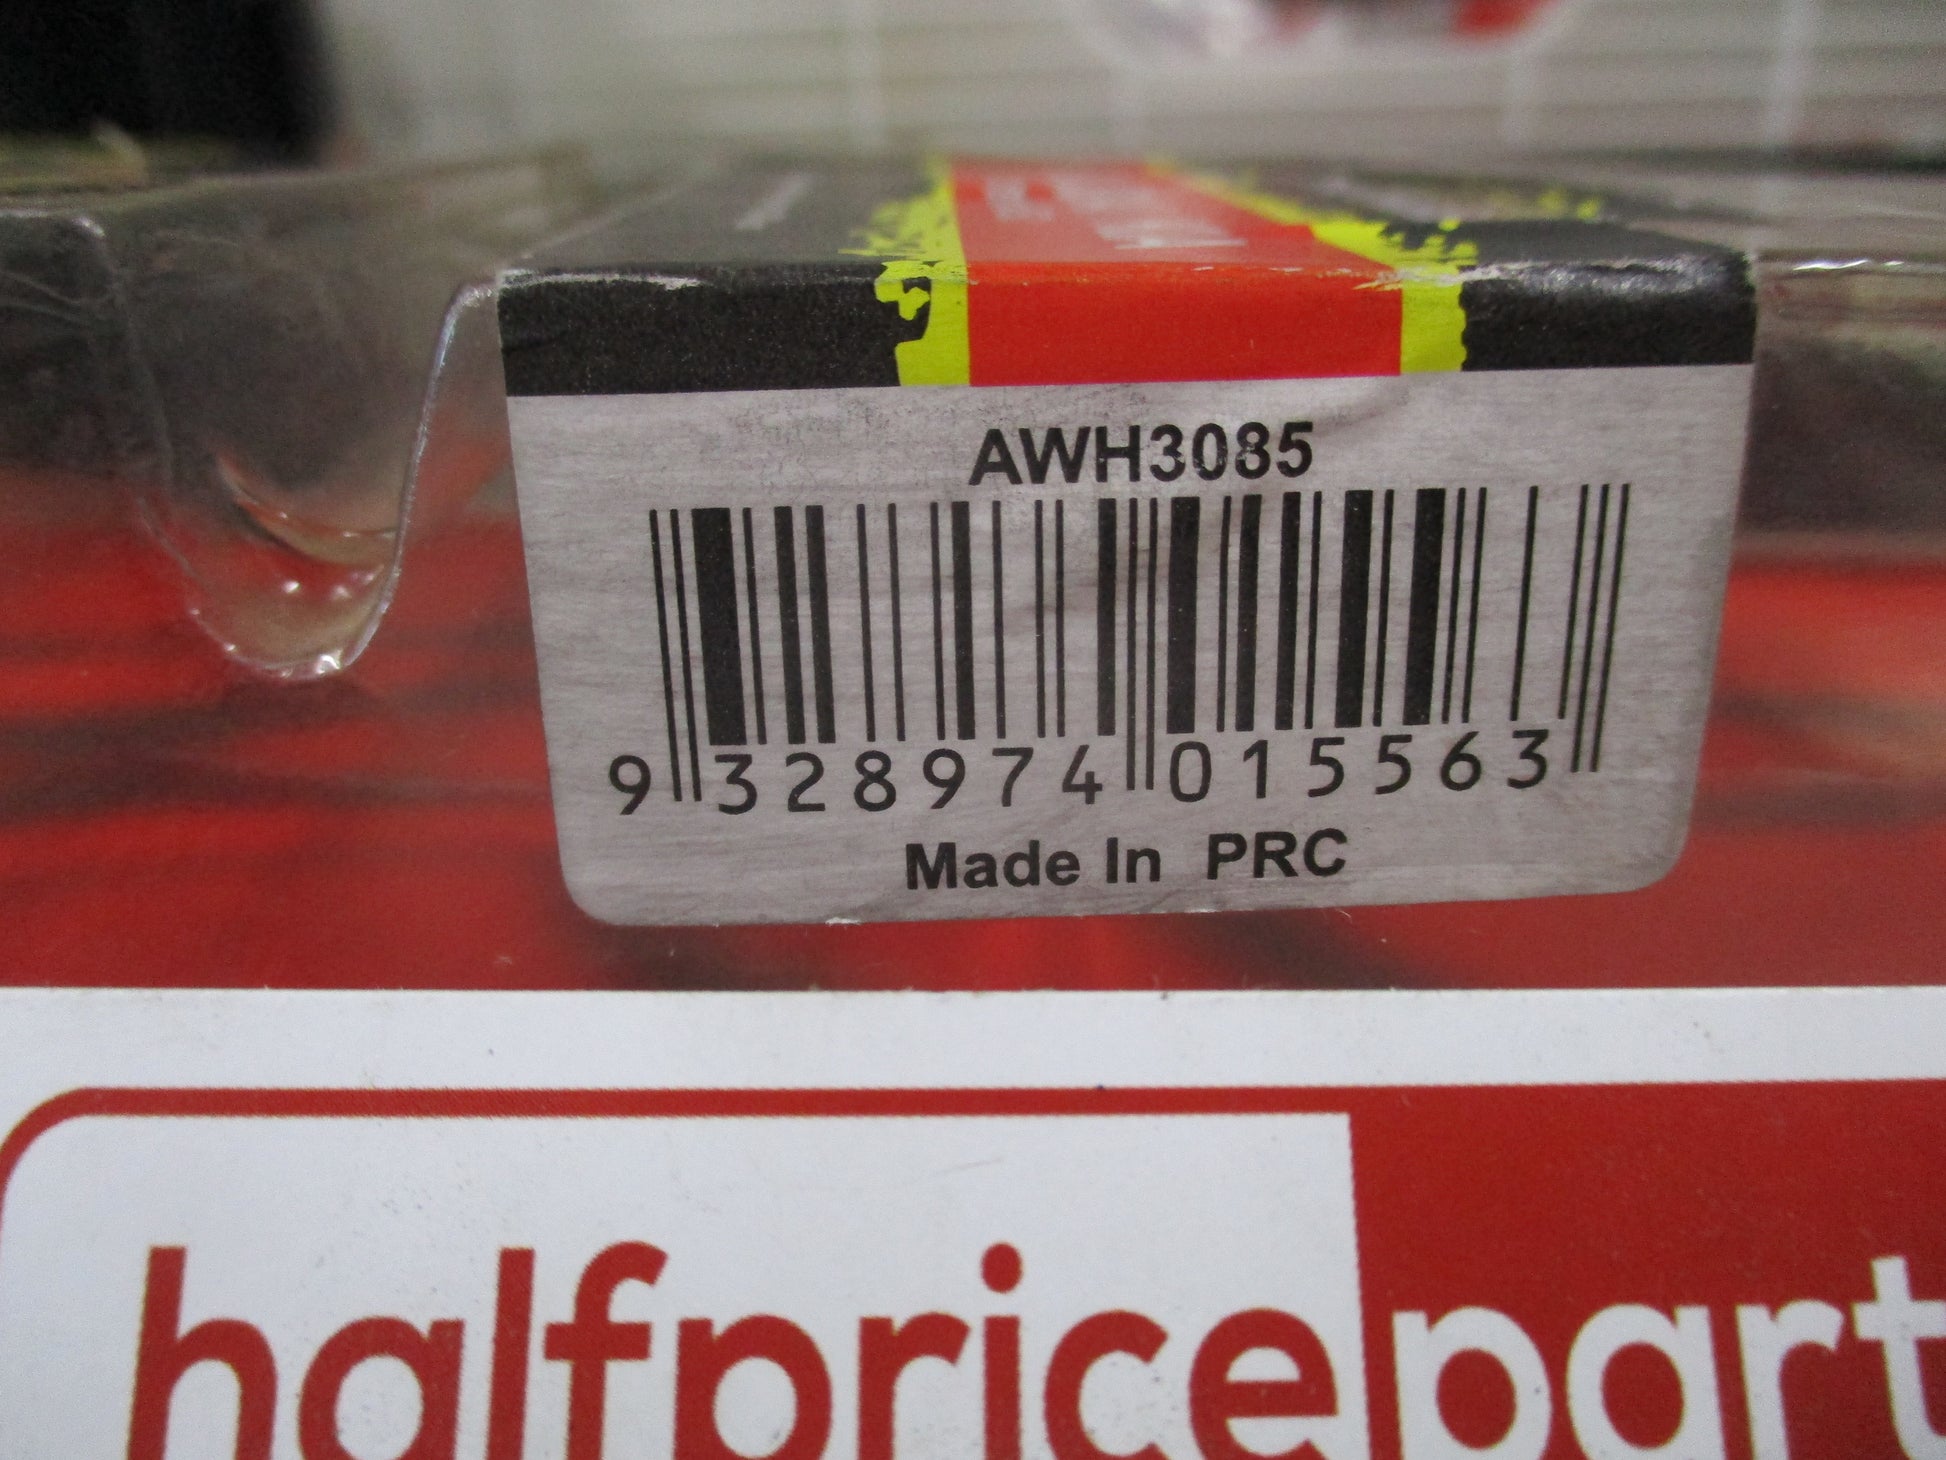 AWH3085
9 328974 015563
Made In PRC
halfpricepart